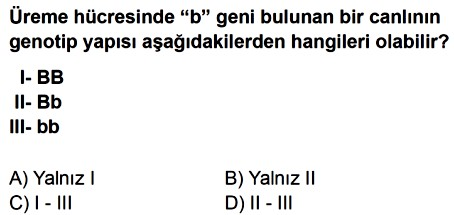 Üreme hücresinde “b” geni bulunan bir canlının
genotip yapısı aşağıdakilerden hangileri olabilir?
I- BB
II- Bb
III- bb
A) Yalnız I B) Yalnız II
C) I - III D) II - III